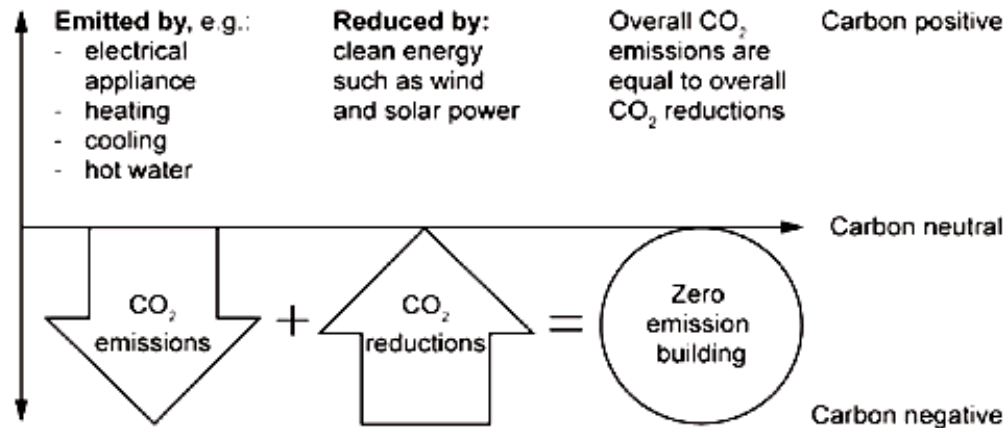 Emitted by, e.g.:
- electrical
appliance
- heating
- cooling
- hot water
Reduced by:
clean energy
such as wind
and solar power
Overall CO₂
emissions are
equal to overall
CO₂ reductions
Carbon positive
Carbon neutral
CO₂
emissions
+
CO₂
reductions
=
Zero
emission
building
Carbon negative